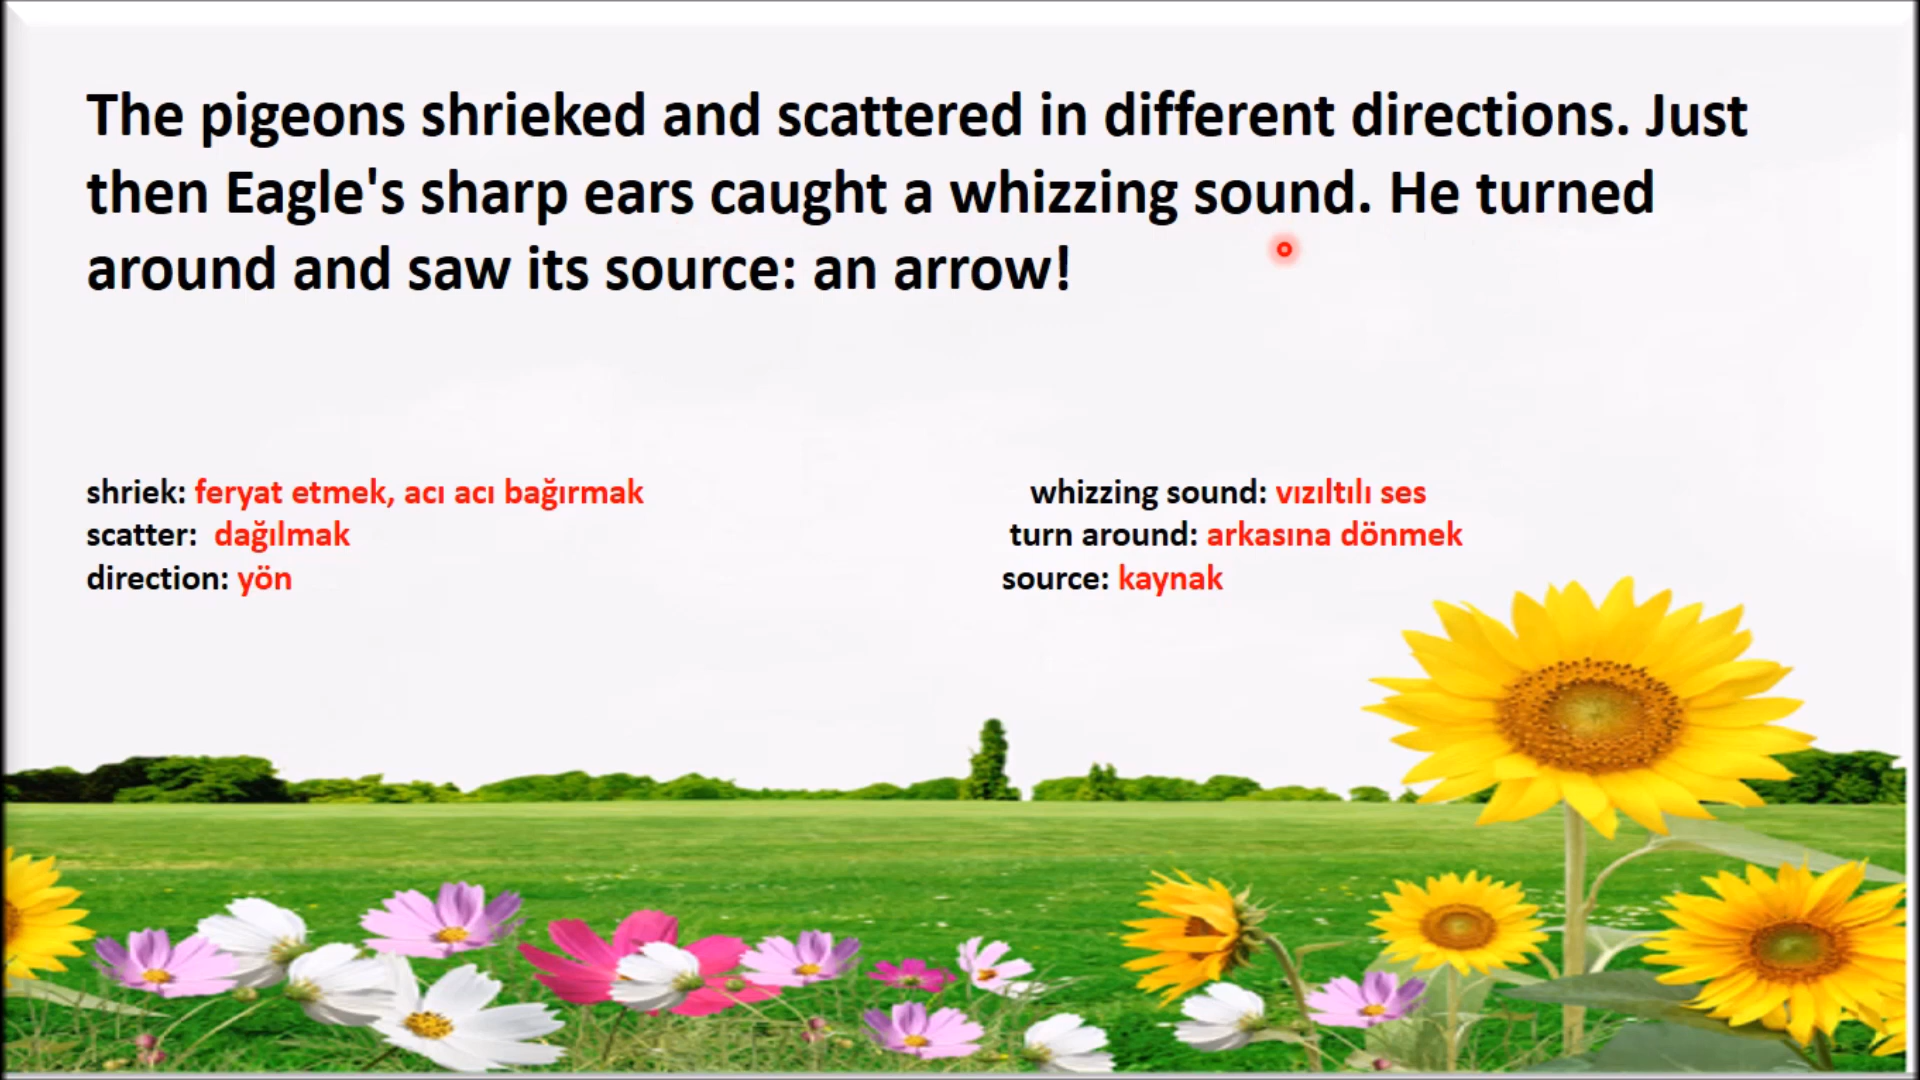 The pigeons shrieked and scattered in different directions. Just
then Eagle's sharp ears caught a whizzing sound. He turned
around and saw its source: an arrow!
shriek: feryat etmek, acı acı bağırmak
scatter: dağılmak
direction: yön
whizzing sound: vızıltılı ses
turn around: arkasına dönmek
source: kaynak